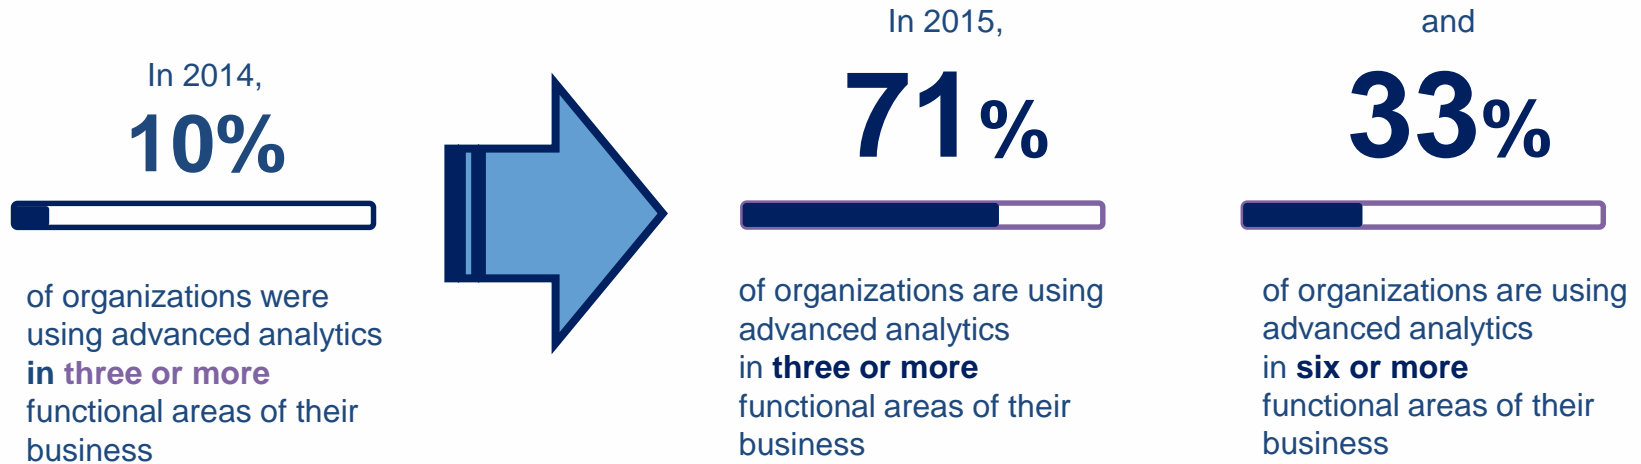 In 2014,
10%
of organizations were
using advanced analytics
in three or more
functional areas of their
business
In 2015,
71%
of organizations are using
advanced analytics
in three or more
functional areas of their
business
and
33%
of organizations are using
advanced analytics
in six or more
functional areas of their
business